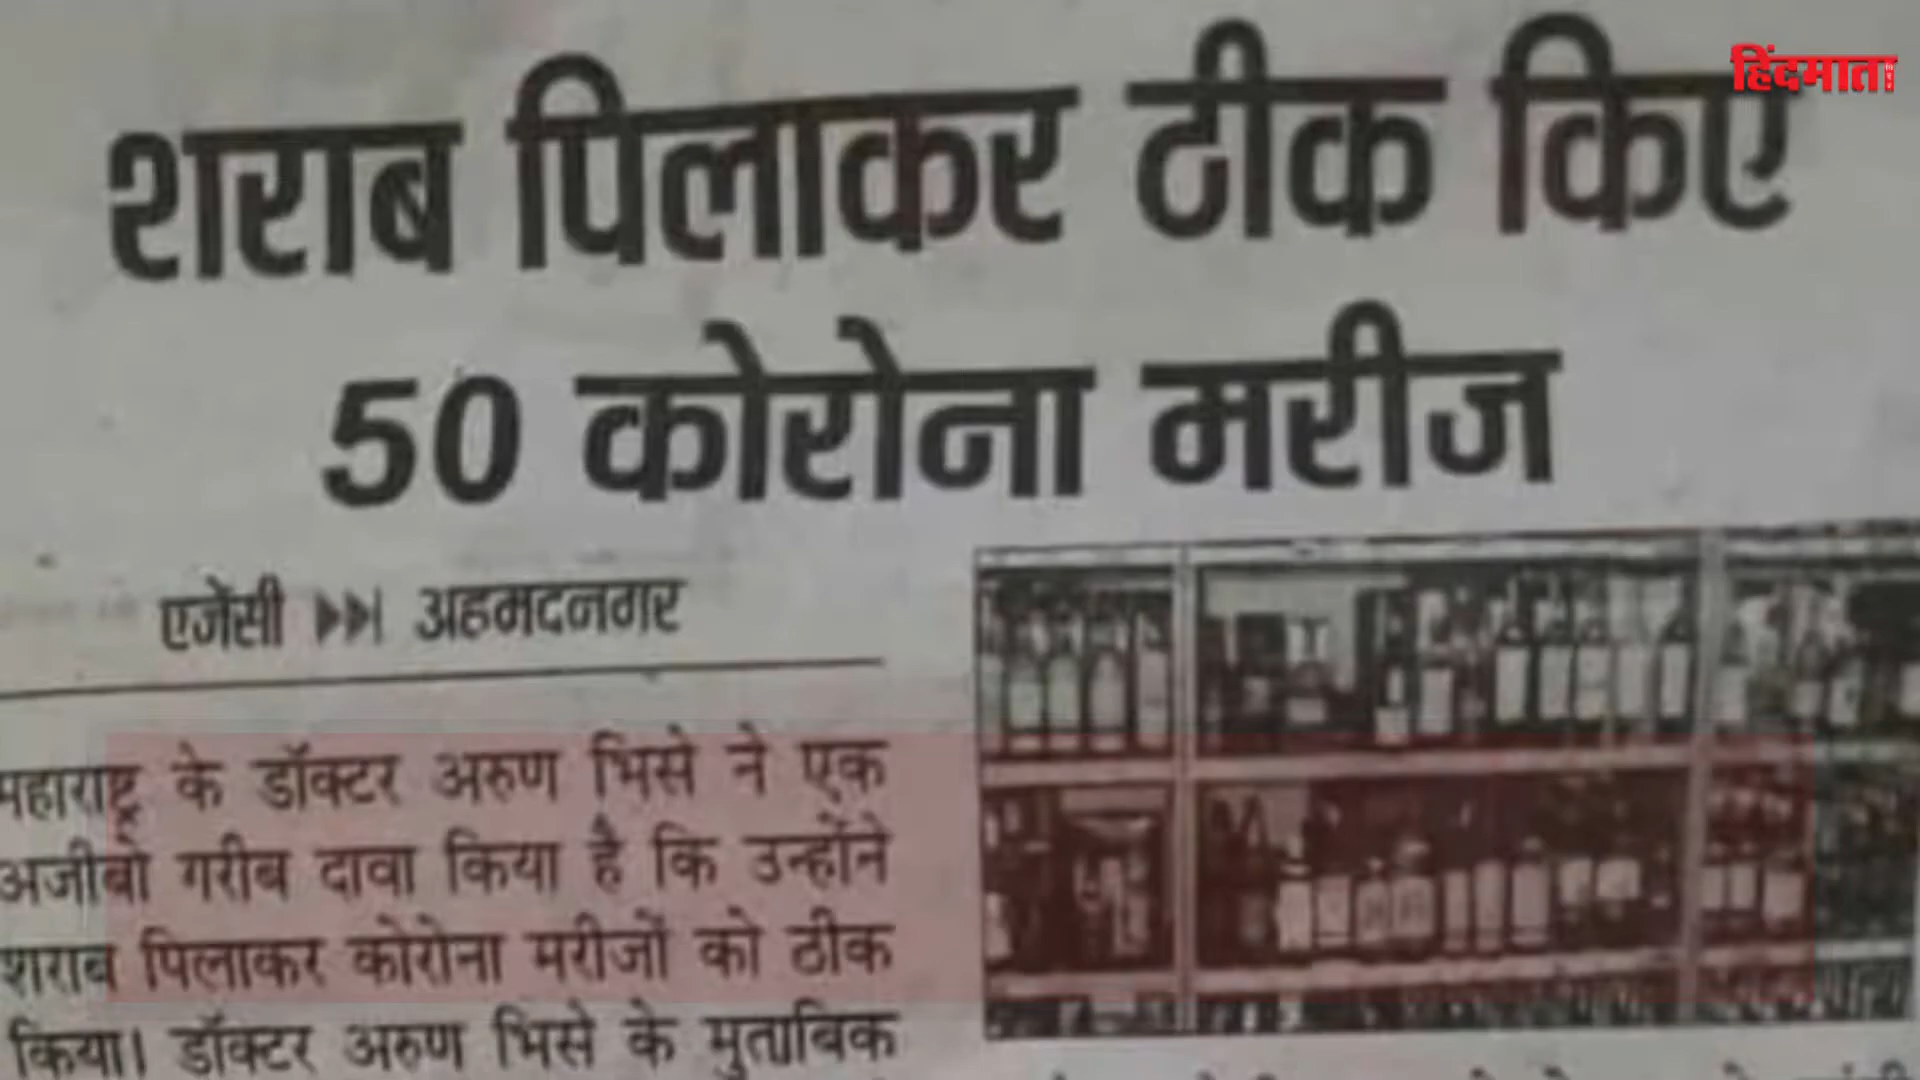 हिंदमाता
शराब पिलाकर ठीक किए
50 कोरोना मरीज
एजेंसी अहमदनगर
महाराष्ट्र के डॉक्टर अरुण भिसे ने एक
अजीबो गरीब दावा किया है कि उन्होंने
शराब पिलाकर कोरोना मरीजों को ठीक
किया। डॉक्टर अरुण भिसे के मुताबिक